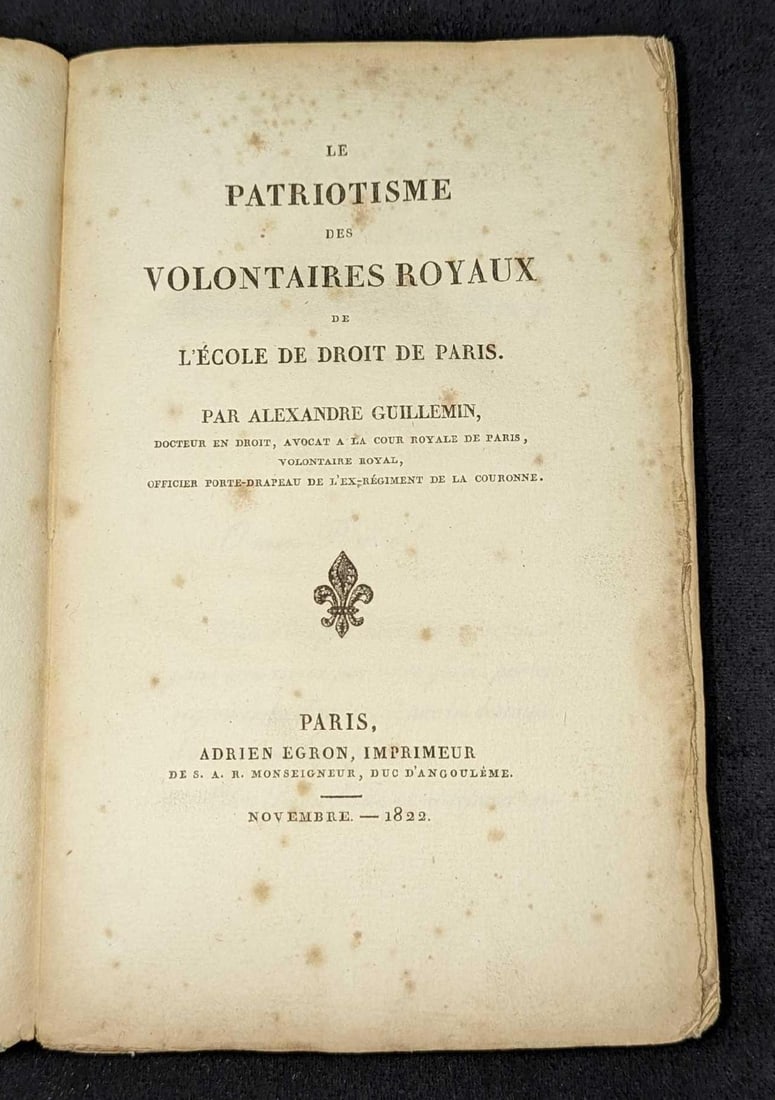 LE
PATRIOTISME
DES
VOLONTAIRES ROYAUX
DE
L'ÉCOLE DE DROIT DE PARIS.
PAR ALEXANDRE GUILLEMIN,
DOCTEUR EN DROIT, AVOCAT A LA COUR ROYALE DE PARIS,
VOLONTAIRE ROYAL,
OFFICIER PORTE-DRAPEAU DE L'EX-RÉGIMENT DE LA COURONNE.
PARIS,
ADRIEN EGRON, IMPRIMEUR
DE S. A. R. MONSEIGNEUR, DUC D'ANGOULÊME.
NOVEMBRE. — 1822.